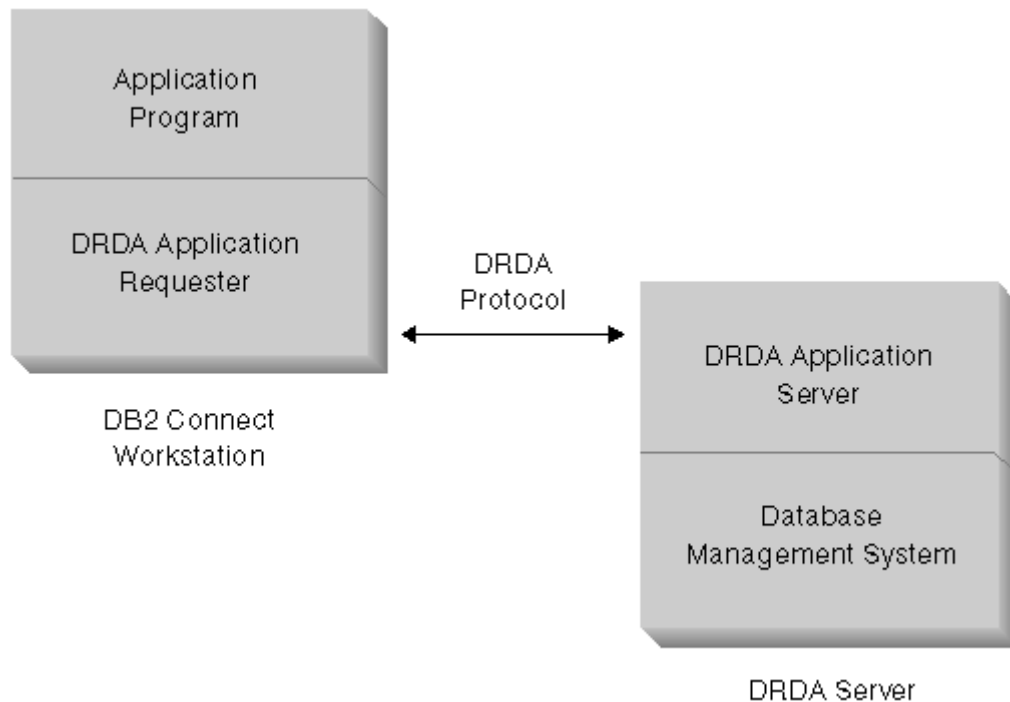 Application
Program
DRDA Application
Requester
DB2 Connect
Workstation
DRDA
Protocol
DRDA Application
Server
Database
Management System
DRDA Server